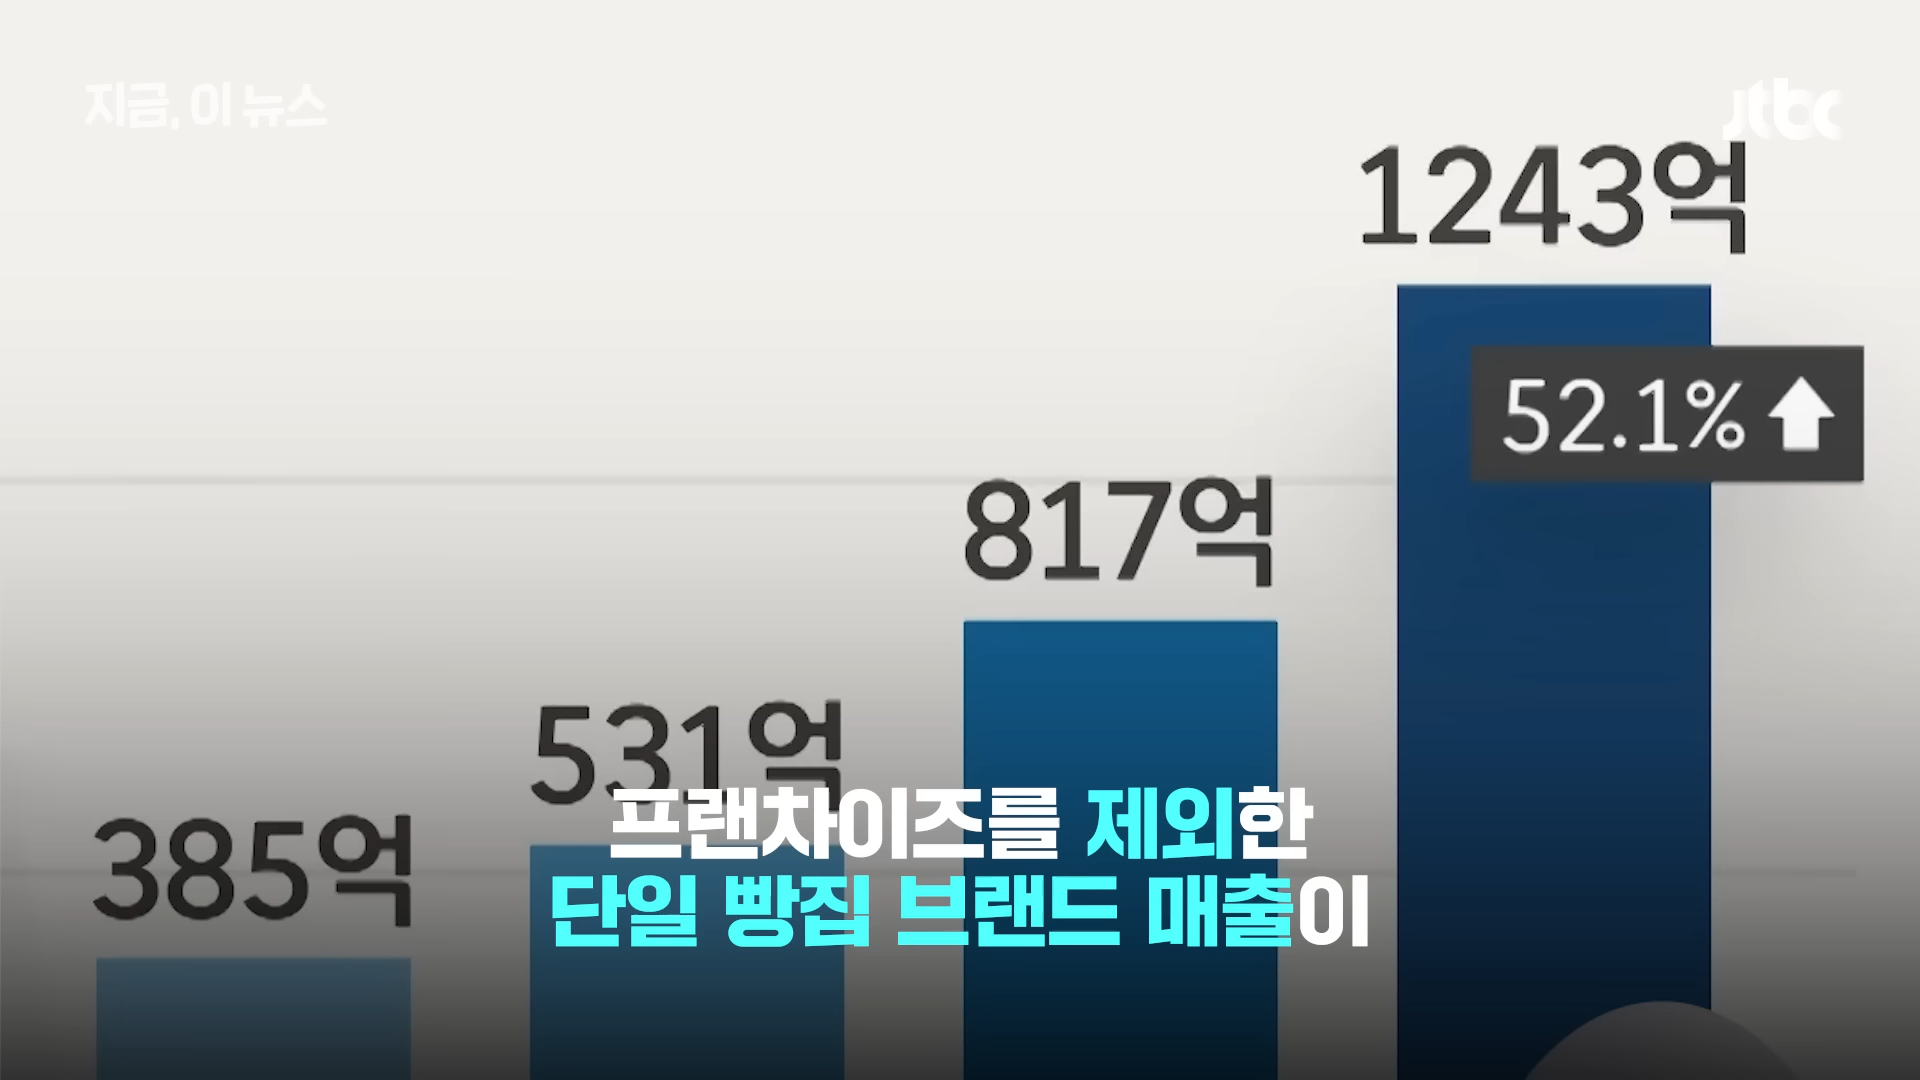 지금, 이 뉴스
jtbc
1243억
52.1%
817억
531억
385억
프랜차이즈를 제외한
단일 빵집 브랜드 매출이